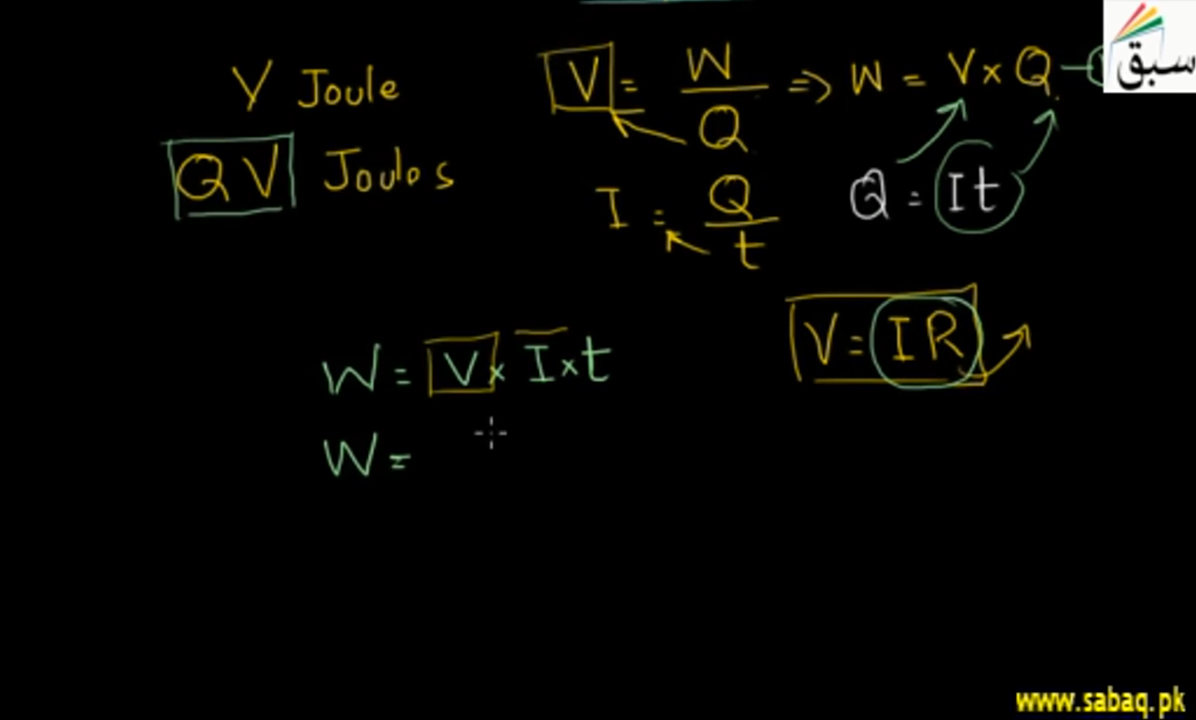 V Joule
V = W/Q => W = V x Q
QV Joules
I = Q/t
Q = It
V = IR
W = V x I x t
W =
سبق
www.sabaq.pk